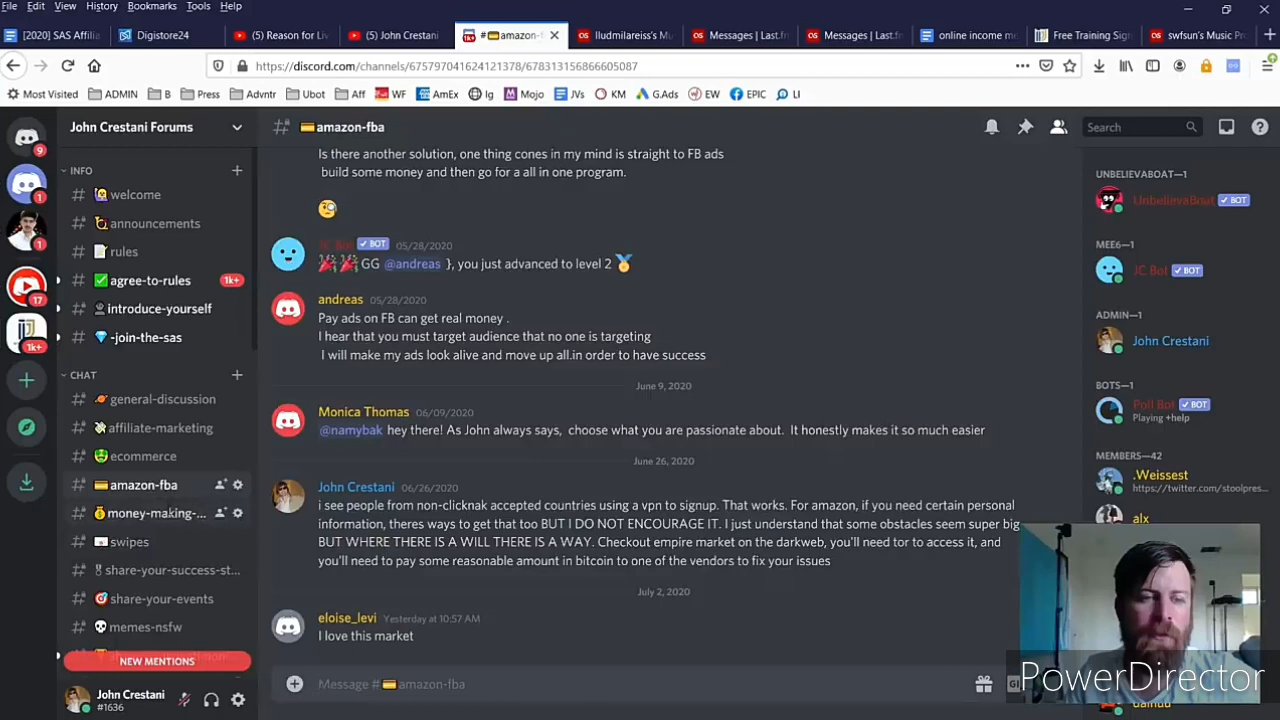 File Edit View History Bookmarks Tools Help
[2020] SAS Affilia
Digistore24
(5) Reason for Liv
(5) John Crestani
# amazon-f
lludmilareiss's Mu
Messages | Last.fm
Messages | Last.fm
online income me
Free Training Sign
swfsun's Music Pro
https://discord.com/channels/675797041624121378/678313156866605087
Most Visited ADMIN B Press Advntr Ubot Aff WF AmEx Ig Mojo JVs KM G.Ads EW EPIC LI
John Crestani Forums
# amazon-fba
Search
9
1
1
17
1k+
INFO
# welcome
# announcements
# rules
# agree-to-rules 1k+
# introduce-yourself
# -join-the-sas
CHAT
# general-discussion
# affiliate-marketing
# ecommerce
# amazon-fba
# money-making-...
# swipes
# share-your-success-st...
# share-your-events
# memes-nsfw
NEW MENTIONS
John Crestani
#1636
Is there another solution, one thing cones in my mind is straight to FB ads
build some money and then go for a all in one program.
🧐
JC Bot ✓ BOT 05/28/2020
🎉 🎉 GG @andreas }, you just advanced to level 2 🏅
andreas 05/28/2020
Pay ads on FB can get real money .
I hear that you must target audience that no one is targeting
I will make my ads look alive and move up all.in order to have success
June 9, 2020
Monica Thomas 06/09/2020
@namybak hey there! As John always says, choose what you are passionate about. It honestly makes it so much easier
June 26, 2020
John Crestani 06/26/2020
i see people from non-clicknak accepted countries using a vpn to signup. That works. For amazon, if you need certain personal
information, theres ways to get that too BUT I DO NOT ENCOURAGE IT. I just understand that some obstacles seem super big
BUT WHERE THERE IS A WILL THERE IS A WAY. Checkout empire market on the darkweb, you'll need tor to access it, and
you'll need to pay some reasonable amount in bitcoin to one of the vendors to fix your issues
July 2, 2020
eloise_levi Yesterday at 10:57 AM
I love this market
Message # amazon-fba
UNBELIEVABOAT—1
UnbelievaBoat ✓ BOT
MEE6—1
JC Bot ✓ BOT
ADMIN—1
John Crestani
BOTS—1
Poll Bot ✓ BOT
Playing +help
MEMBERS—42
.Weissest
https://twitter.com/stoolpres...
alx
PowerDirector